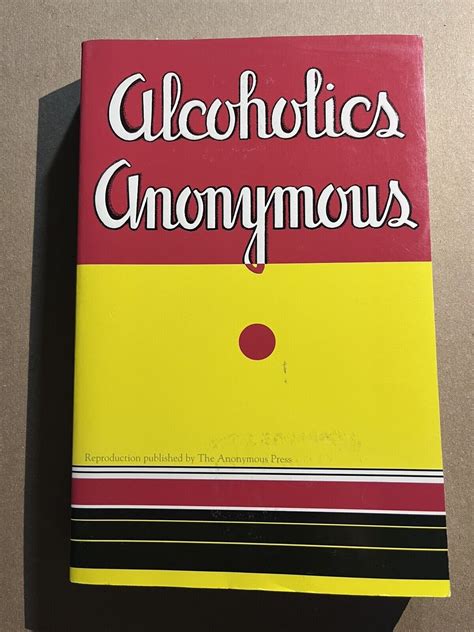 Alcoholics
Anonymous
Reproduction published by The Anonymous Press